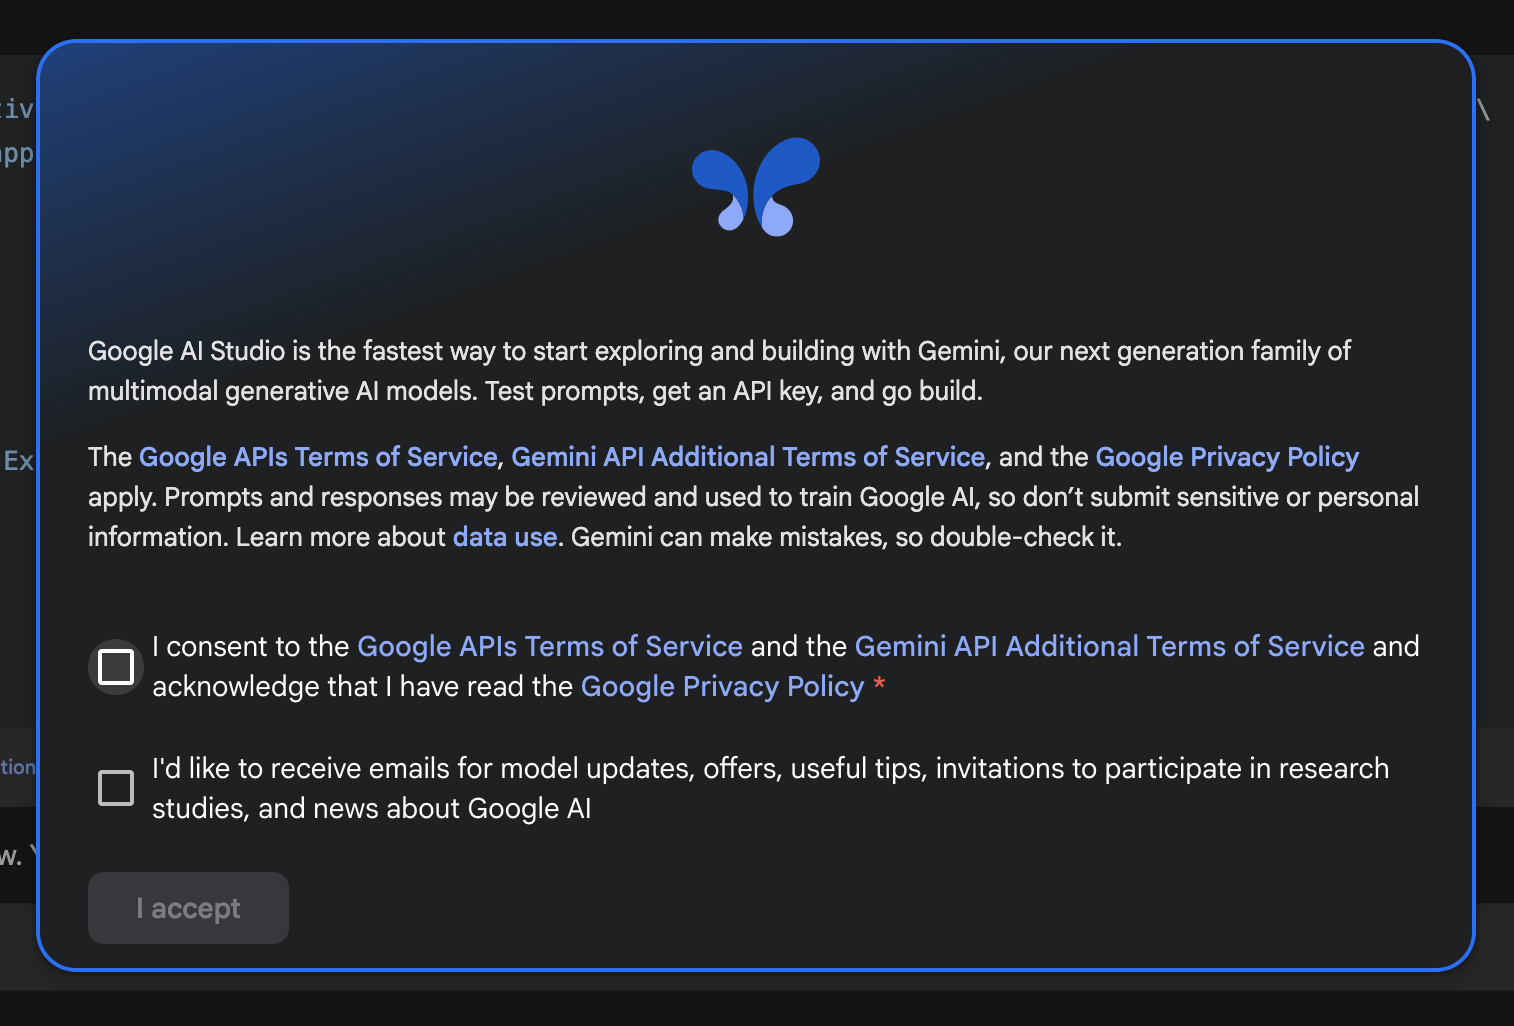 tiv
\
app
Google AI Studio is the fastest way to start exploring and building with Gemini, our next generation family of
multimodal generative AI models. Test prompts, get an API key, and go build.
The Google APIs Terms of Service, Gemini API Additional Terms of Service, and the Google Privacy Policy
Ex
apply. Prompts and responses may be reviewed and used to train Google AI, so don’t submit sensitive or personal
information. Learn more about data use. Gemini can make mistakes, so double-check it.
I consent to the Google APIs Terms of Service and the Gemini API Additional Terms of Service and
acknowledge that I have read the Google Privacy Policy *
tion
I'd like to receive emails for model updates, offers, useful tips, invitations to participate in research
studies, and news about Google AI
w.
I accept